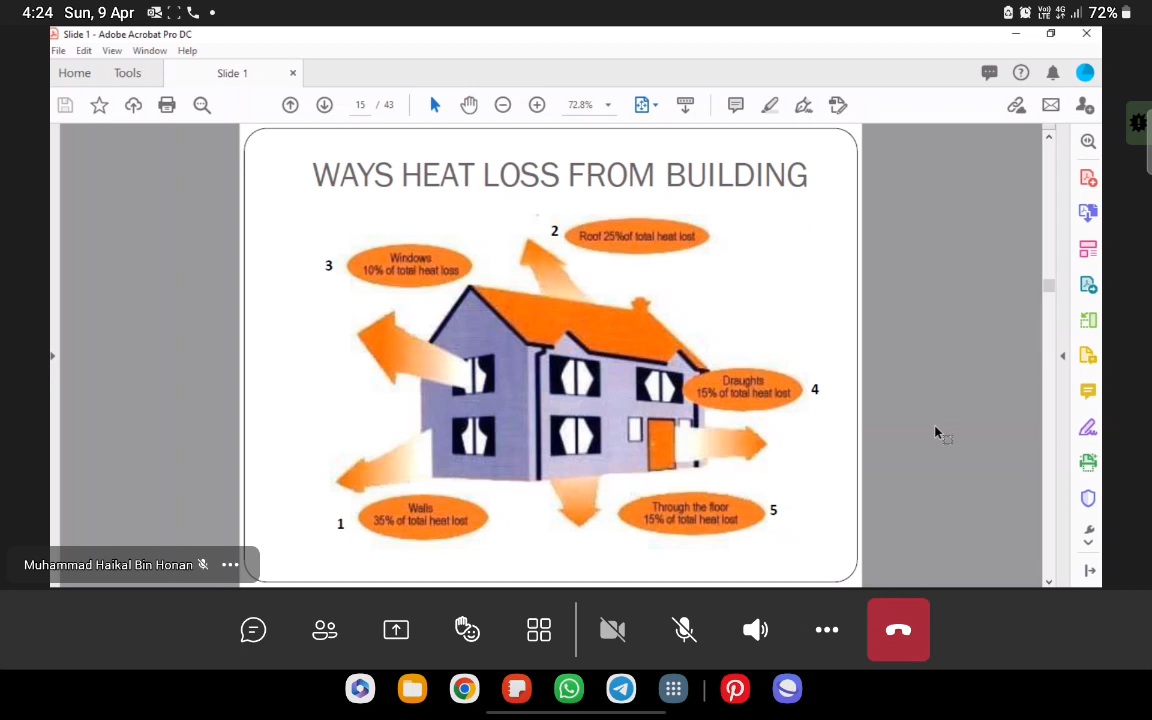 4:24 Sun, 9 Apr
Vo)) LTE 4G 72%
Slide 1 - Adobe Acrobat Pro DC
File Edit View Window Help
Home Tools Slide 1
15 / 43 72.8%
WAYS HEAT LOSS FROM BUILDING
2 Roof 25%of total heat lost
3 Windows
10% of total heat loss
Draughts
15% of total heat lost 4
1 Walls
35% of total heat lost
Through the floor
15% of total heat lost 5
Muhammad Haikal Bin Honan